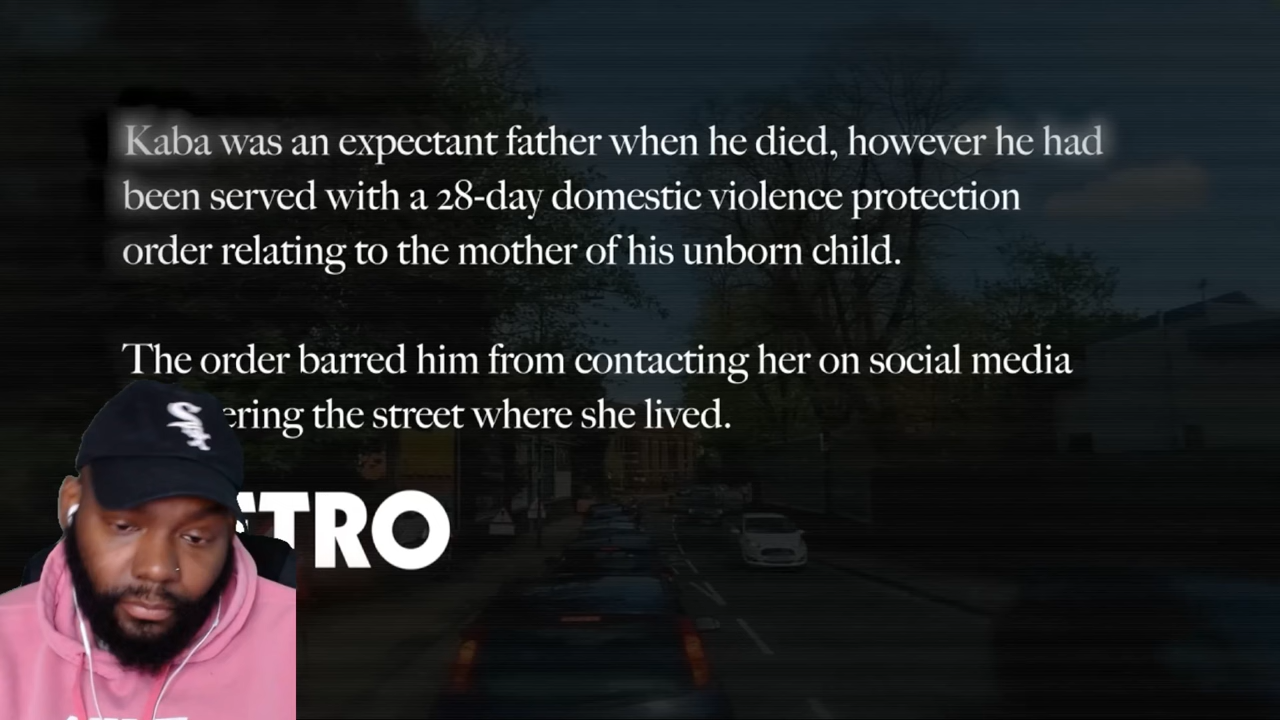 Kaba was an expectant father when he died, however he had
been served with a 28-day domestic violence protection
order relating to the mother of his unborn child.
The order barred him from contacting her on social media
the street where she lived.